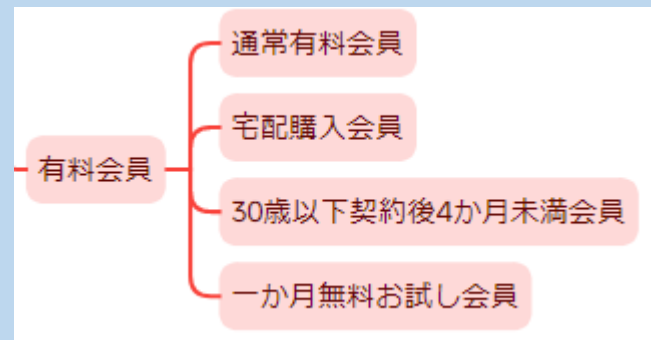 通常有料会員
宅配購入会員
有料会員
30歳以下契約後4か月未満会員
一か月無料お試し会員